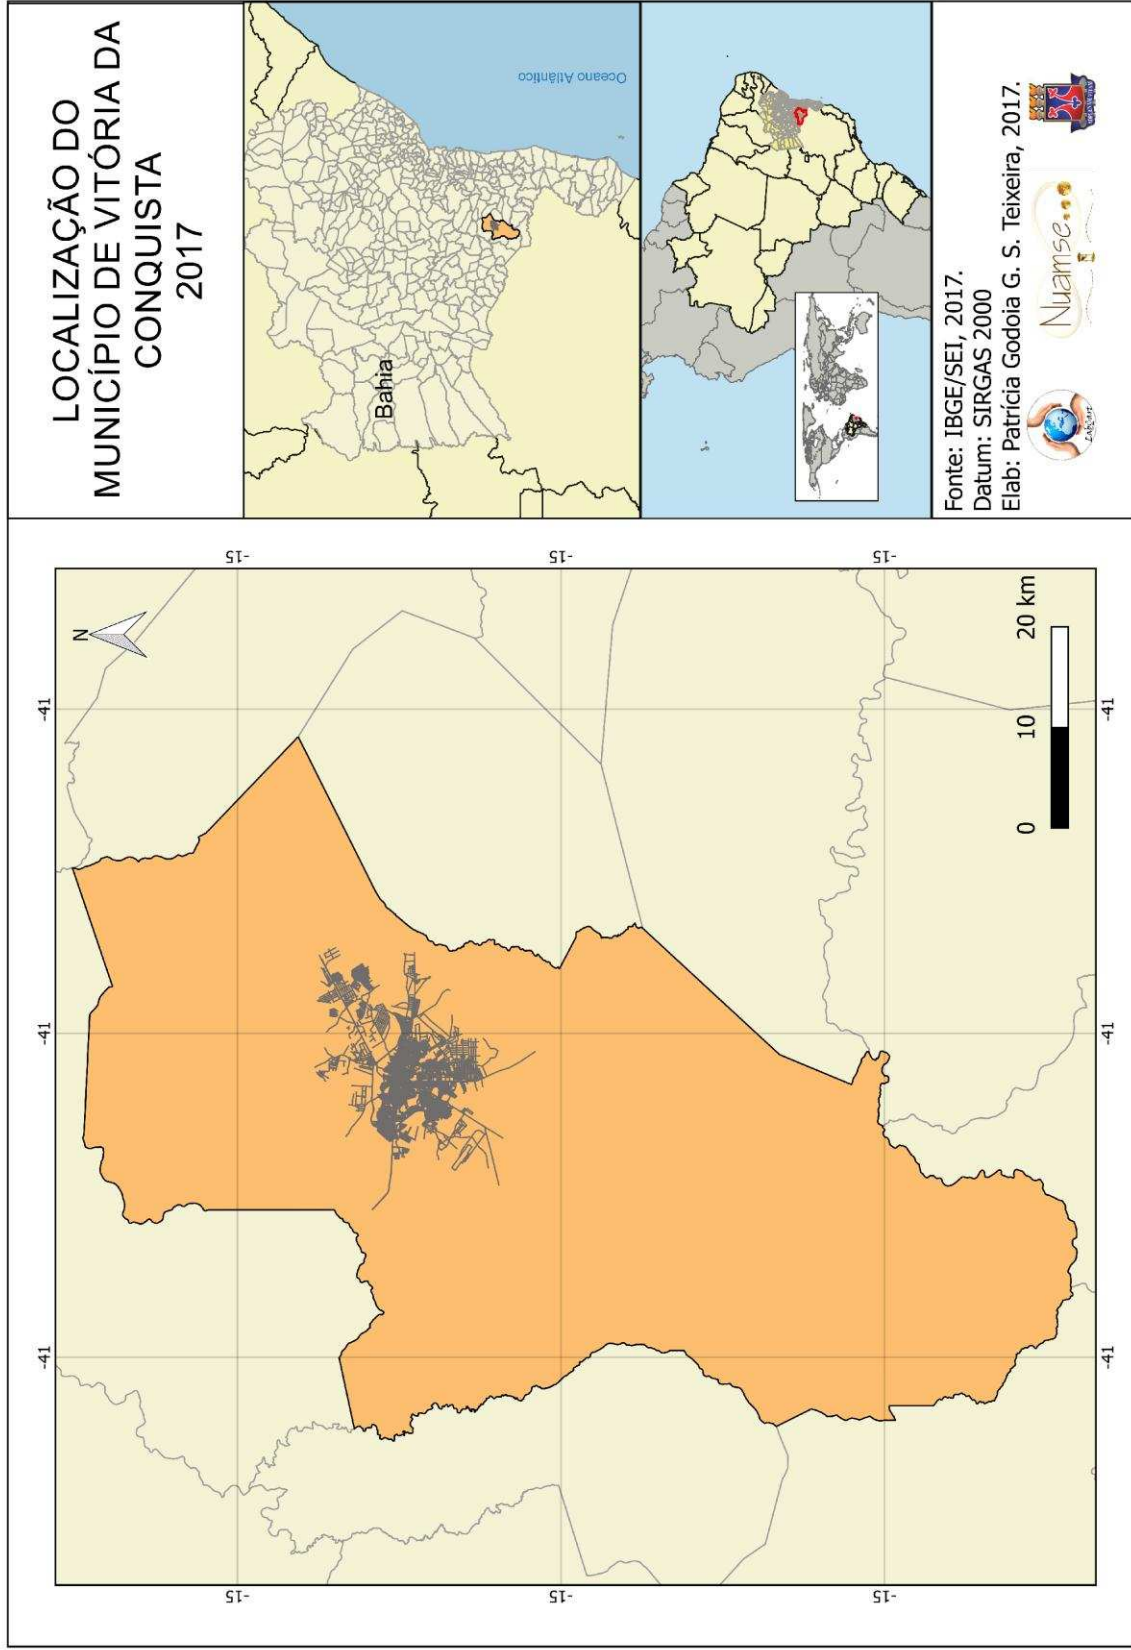 LOCALIZAÇÃO DO
MUNICÍPIO DE VITÓRIA DA
CONQUISTA
2017
-41
-41
-41
N
-15
-15
-15
-15
-15
-15
0 10 20 km
-41
-41
-41
Bahia
Oceano Atlântico
Fonte: IBGE/SEI, 2017.
Datum: SIRGAS 2000
Elab: Patrícia Godoia G. S. Teixeira, 2017.
Nuamse...